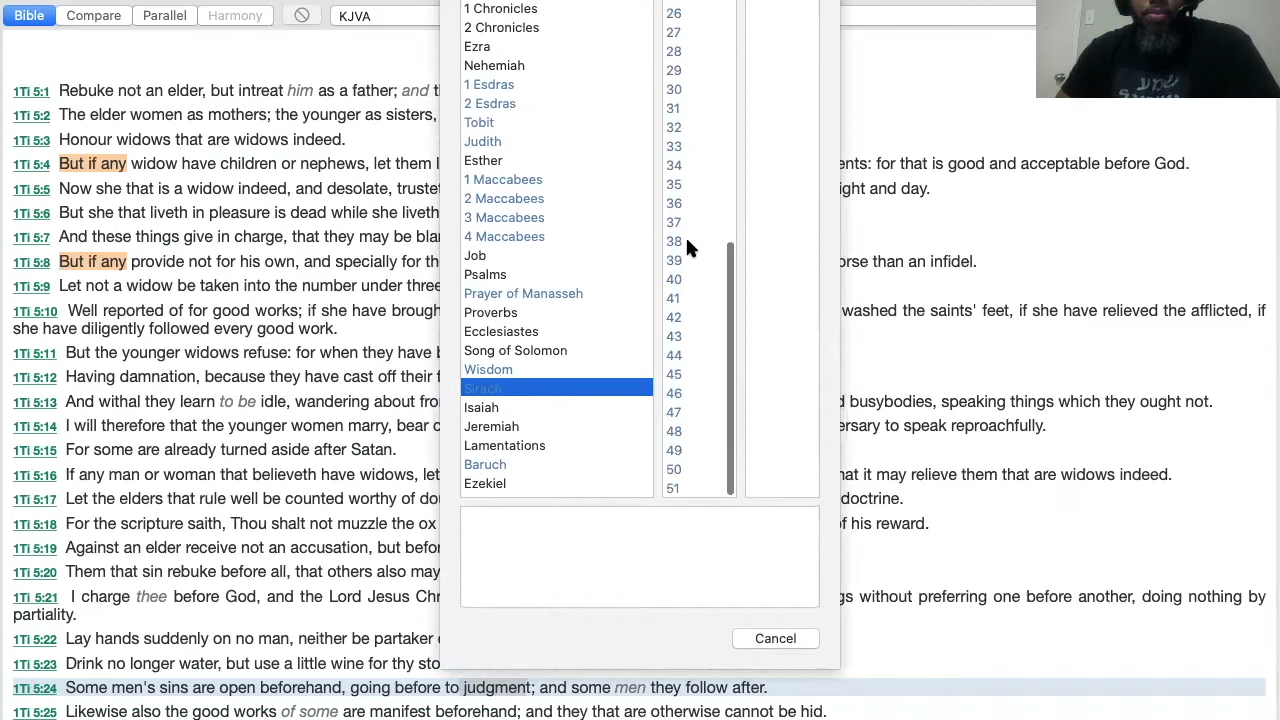 Bible Compare Parallel Harmony KJVA
1Ti 5:1 Rebuke not an elder, but intreat him as a father; and t
1Ti 5:2 The elder women as mothers; the younger as sisters,
1Ti 5:3 Honour widows that are widows indeed.
1Ti 5:4 But if any widow have children or nephews, let them l ents: for that is good and acceptable before God.
1Ti 5:5 Now she that is a widow indeed, and desolate, trustet ight and day.
1Ti 5:6 But she that liveth in pleasure is dead while she liveth
1Ti 5:7 And these things give in charge, that they may be blar
1Ti 5:8 But if any provide not for his own, and specially for th orse than an infidel.
1Ti 5:9 Let not a widow be taken into the number under three
1Ti 5:10 Well reported of for good works; if she have brough washed the saints' feet, if she have relieved the afflicted, if
she have diligently followed every good work.
1Ti 5:11 But the younger widows refuse: for when they have b
1Ti 5:12 Having damnation, because they have cast off their f
1Ti 5:13 And withal they learn to be idle, wandering about fro d busybodies, speaking things which they ought not.
1Ti 5:14 I will therefore that the younger women marry, bear c ersary to speak reproachfully.
1Ti 5:15 For some are already turned aside after Satan.
1Ti 5:16 If any man or woman that believeth have widows, let hat it may relieve them that are widows indeed.
1Ti 5:17 Let the elders that rule well be counted worthy of do doctrine.
1Ti 5:18 For the scripture saith, Thou shalt not muzzle the ox of his reward.
1Ti 5:19 Against an elder receive not an accusation, but befor
1Ti 5:20 Them that sin rebuke before all, that others also may
1Ti 5:21 I charge thee before God, and the Lord Jesus Chr gs without preferring one before another, doing nothing by
partiality.
1Ti 5:22 Lay hands suddenly on no man, neither be partaker o
1Ti 5:23 Drink no longer water, but use a little wine for thy sto
1Ti 5:24 Some men's sins are open beforehand, going before to judgment; and some men they follow after.
1Ti 5:25 Likewise also the good works of some are manifest beforehand; and they that are otherwise cannot be hid.
1 Chronicles
2 Chronicles
Ezra
Nehemiah
1 Esdras
2 Esdras
Tobit
Judith
Esther
1 Maccabees
2 Maccabees
3 Maccabees
4 Maccabees
Job
Psalms
Prayer of Manasseh
Proverbs
Ecclesiastes
Song of Solomon
Wisdom
Sirach
Isaiah
Jeremiah
Lamentations
Baruch
Ezekiel
26
27
28
29
30
31
32
33
34
35
36
37
38
39
40
41
42
43
44
45
46
47
48
49
50
51
Cancel